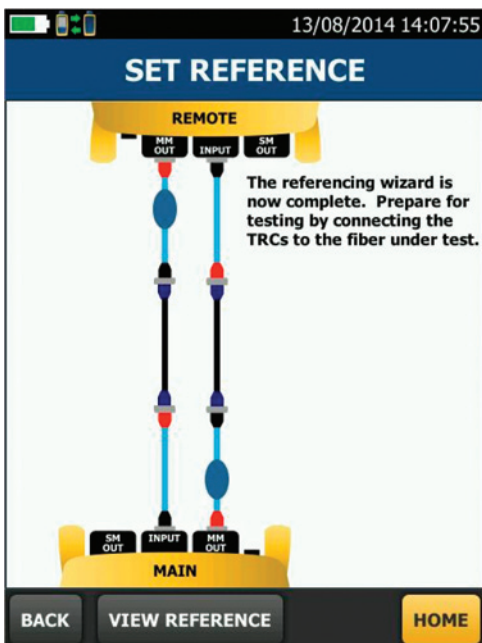 13/08/2014 14:07:55
SET REFERENCE
REMOTE
MM OUT
INPUT
SM OUT
The referencing wizard is
now complete.  Prepare for
testing by connecting the
TRCs to the fiber under test.
SM OUT
INPUT
MM OUT
MAIN
BACK
VIEW REFERENCE
HOME